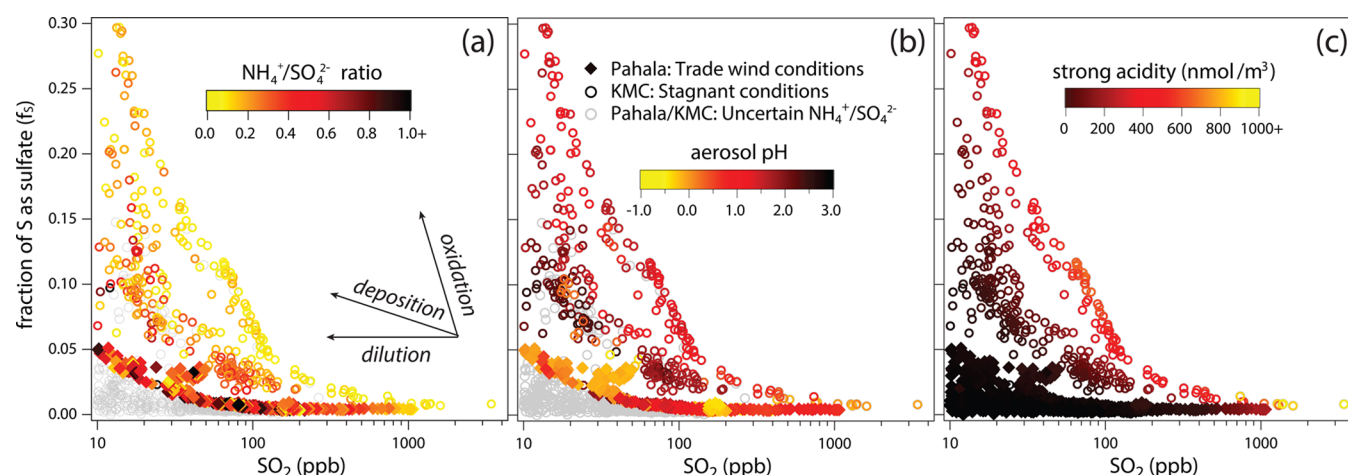 0.30
0.25
0.20
0.15
0.10
0.05
0.00
fraction of S as sulfate (fs)
(a)
NH₄⁺/SO₄²⁻ ratio
0.0 0.2 0.4 0.6 0.8 1.0+
oxidation
deposition
dilution
10 100 1000
SO₂ (ppb)
(b)
Pahala: Trade wind conditions
KMC: Stagnant conditions
Pahala/KMC: Uncertain NH₄⁺/SO₄²⁻
aerosol pH
-1.0 0.0 1.0 2.0 3.0
10 100 1000
SO₂ (ppb)
(c)
strong acidity (nmol/m³)
0 200 400 600 800 1000+
10 100 1000
SO₂ (ppb)